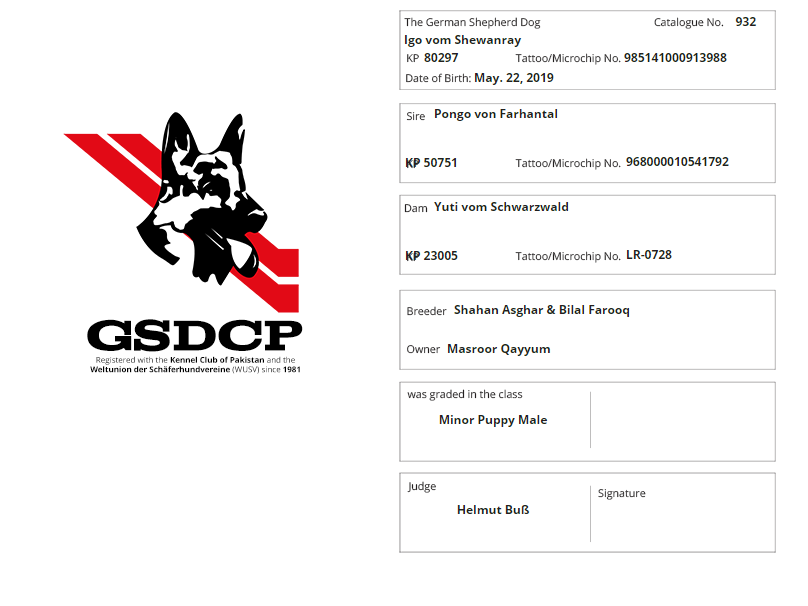 GSDCP
Registered with the Kennel Club of Pakistan and the
Weltunion der Schäferhundvereine (WUSV) since 1981
The German Shepherd Dog Catalogue No. 932
Igo vom Shewanray
KP 80297 Tattoo/Microchip No. 985141000913988
Date of Birth: May. 22, 2019
Sire Pongo von Farhantal
KP 50751 Tattoo/Microchip No. 968000010541792
Dam Yuti vom Schwarzwald
KP 23005 Tattoo/Microchip No. LR-0728
Breeder Shahan Asghar & Bilal Farooq
Owner Masroor Qayyum
was graded in the class
Minor Puppy Male
Judge
Signature
Helmut Buß